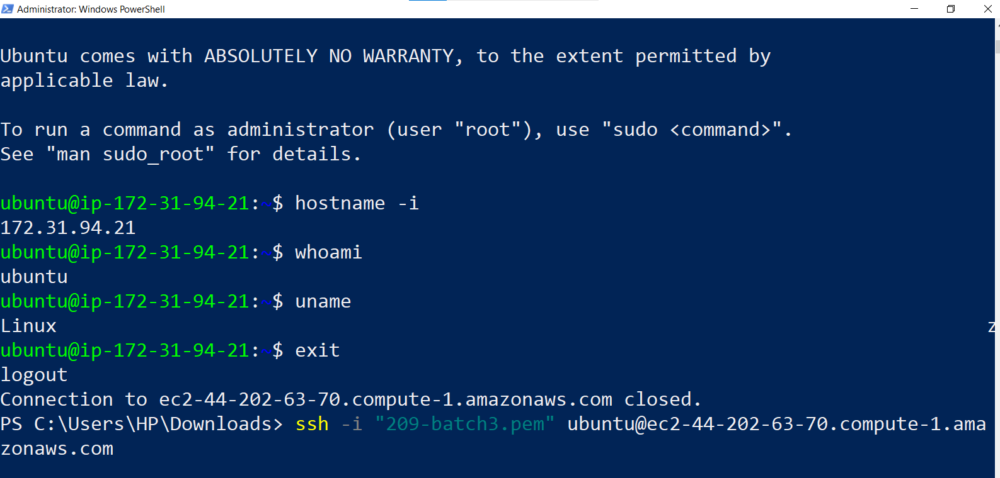 Administrator: Windows PowerShell
Ubuntu comes with ABSOLUTELY NO WARRANTY, to the extent permitted by
applicable law.
To run a command as administrator (user "root"), use "sudo <command>".
See "man sudo_root" for details.
ubuntu@ip-172-31-94-21:~$ hostname -i
172.31.94.21
ubuntu@ip-172-31-94-21:~$ whoami
ubuntu
ubuntu@ip-172-31-94-21:~$ uname
Linux z
ubuntu@ip-172-31-94-21:~$ exit
logout
Connection to ec2-44-202-63-70.compute-1.amazonaws.com closed.
PS C:\Users\HP\Downloads> ssh -i "209-batch3.pem" ubuntu@ec2-44-202-63-70.compute-1.ama
zonaws.com